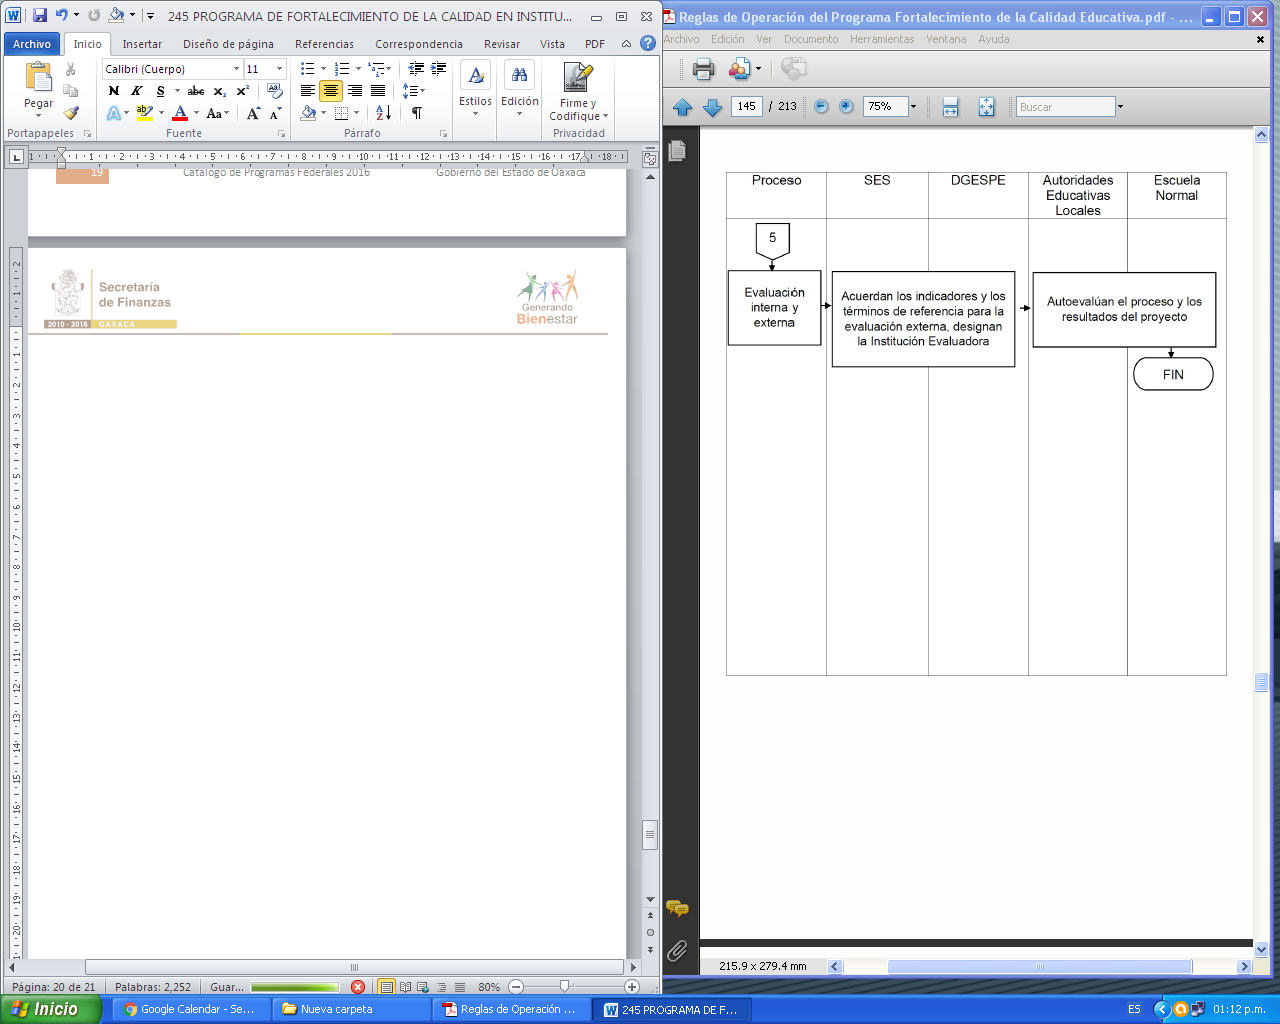 245 PROGRAMA DE FORTALECIMIENTO DE LA CALIDAD EN INSTITU...
Archivo Inicio Insertar Diseño de página Referencias Correspondencia Revisar Vista PDF
Calibri (Cuerpo) 11
Pegar
Estilos Edición Firme y Codifique
Portapapeles Fuente Párrafo Privacidad
19 Catálogo de Programas Federales 2016 Gobierno del Estado de Oaxaca
Secretaría
de Finanzas
2010 - 2016 OAXACA
Generando
Bienestar
Página: 20 de 21 Palabras: 2,252 Guar... 80%
Reglas de Operación del Programa Fortalecimiento de la Calidad Educativa.pdf - ...
Archivo Edición Ver Documento Herramientas Ventana Ayuda
145 / 213 75% Buscar
Proceso SES DGESPE Autoridades Educativas Locales Escuela Normal
5
Evaluación
interna y
externa
Acuerdan los indicadores y los
términos de referencia para la
evaluación externa, designan
la Institución Evaluadora
Autoevalúan el proceso y los
resultados del proyecto
FIN
215.9 x 279.4 mm
Inicio Google Calendar - Se... Nueva carpeta Reglas de Operación ... 245 PROGRAMA DE F... ES 01:12 p.m.